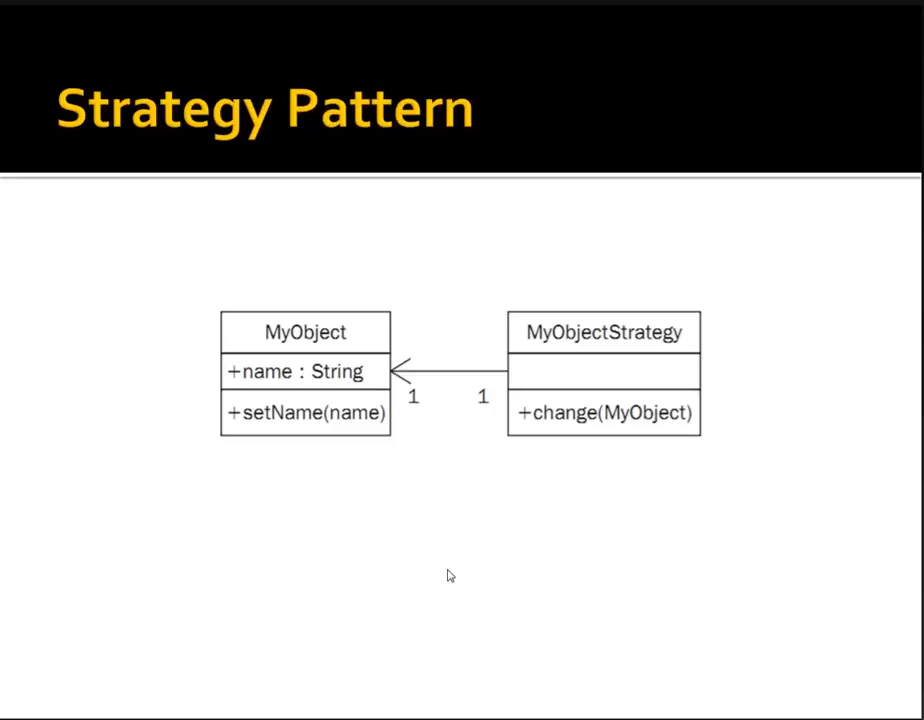 Strategy Pattern
MyObject
+name : String
+setName(name)
1
1
MyObjectStrategy
+change(MyObject)